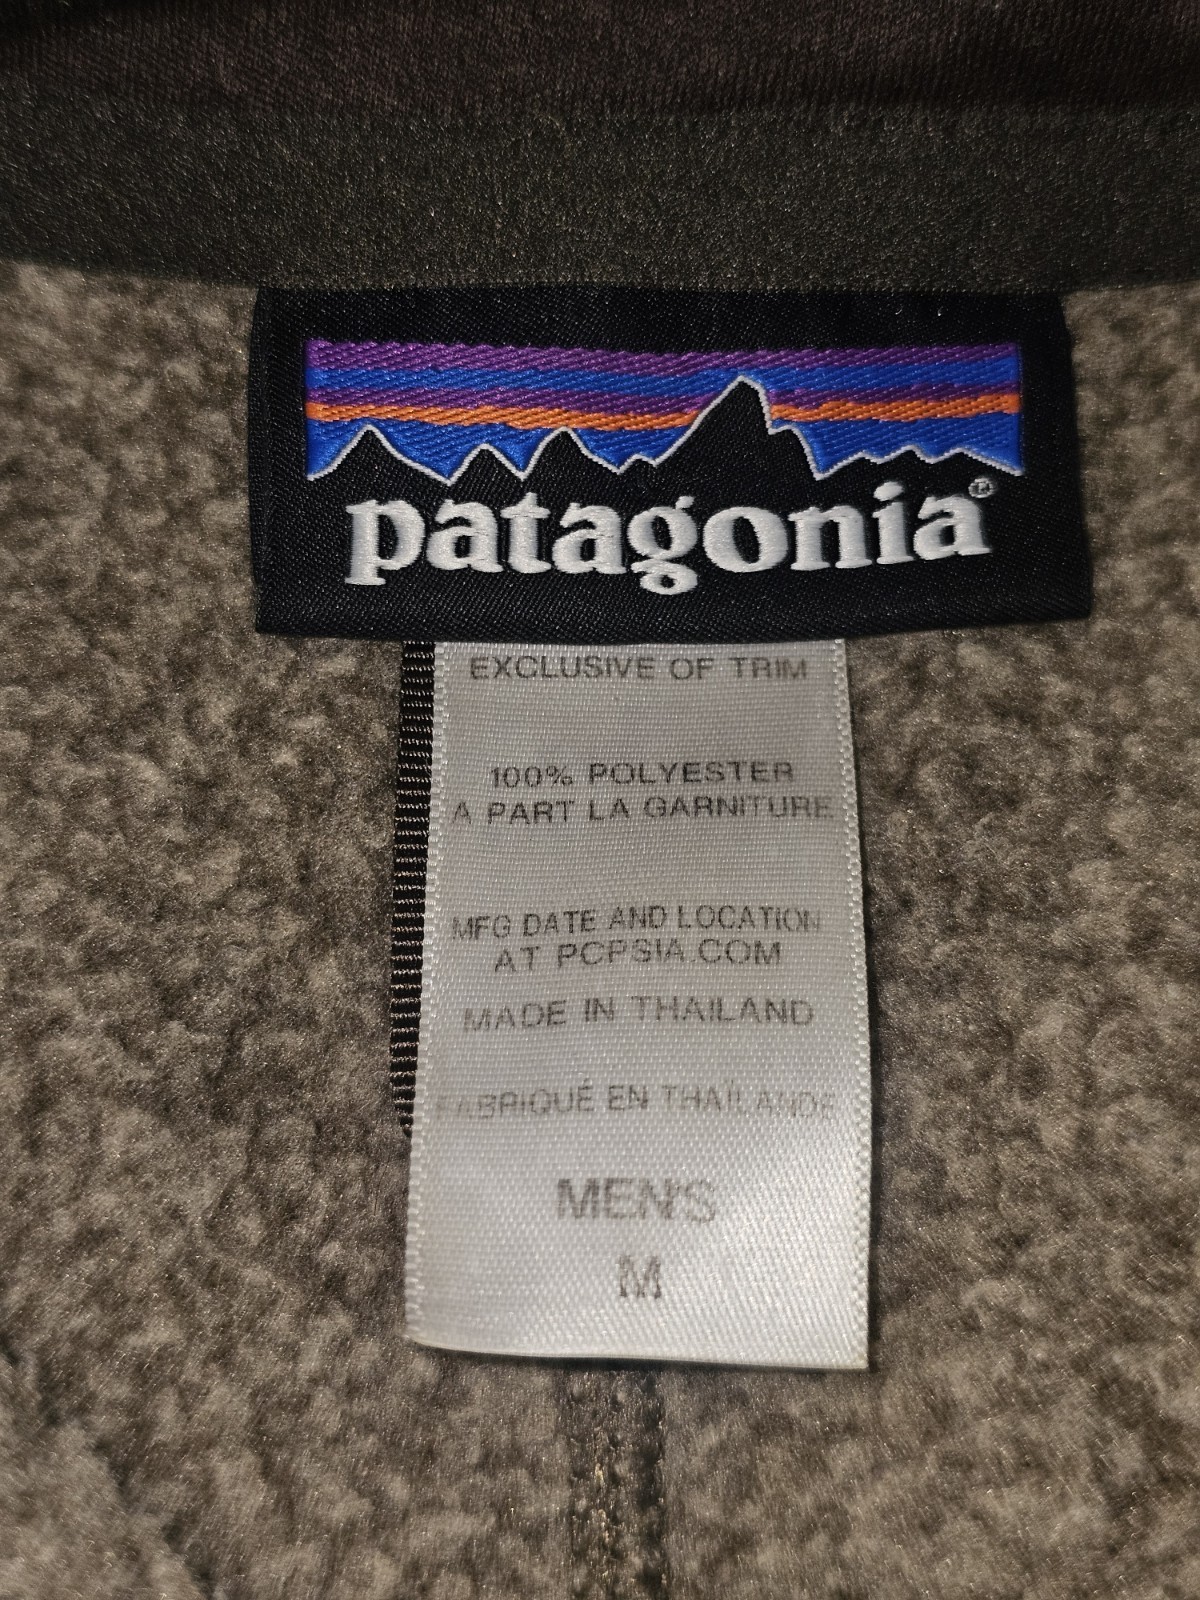 patagonia®
EXCLUSIVE OF TRIM
100% POLYESTER
A PART LA GARNITURE
MFG DATE AND LOCATION
AT PCPSIA.COM
MADE IN THAILAND
FABRIQUÉ EN THAÏLANDE
MEN'S
M